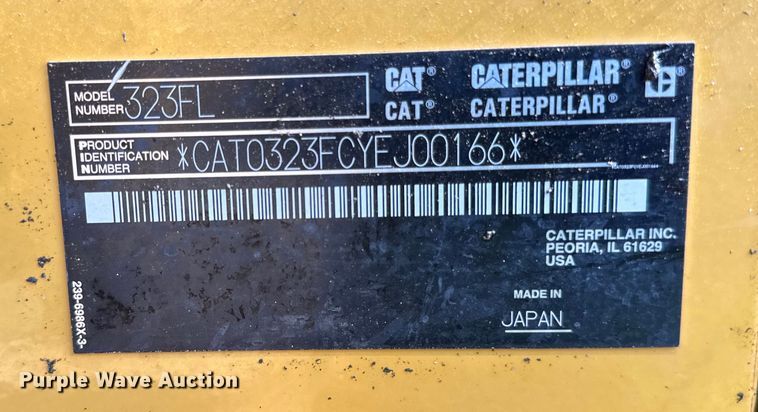 MODEL NUMBER 323FL
CAT® CATERPILLAR®
CAT® CATERPILLAR®
PRODUCT IDENTIFICATION NUMBER *CAT0323FCYEJ00166*
CATERPILLAR INC.
PEORIA, IL 61629
USA
MADE IN
JAPAN
239-6986X-3-
Purple Wave Auction